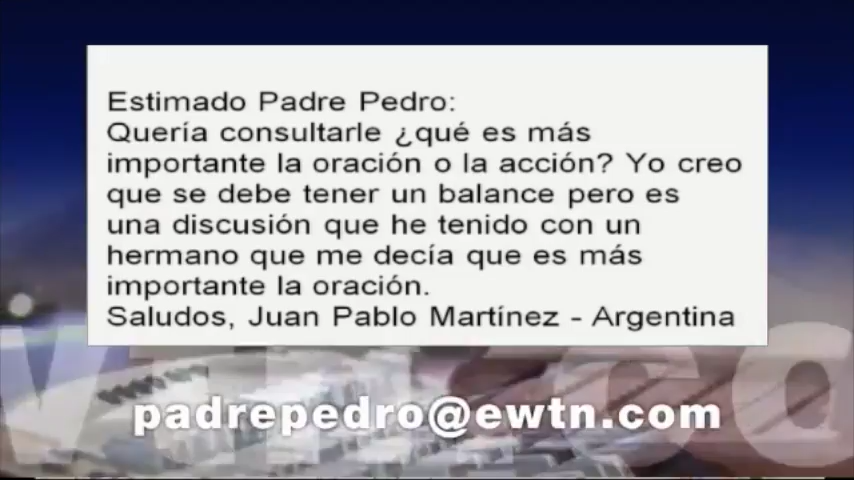 Estimado Padre Pedro:
Quería consultarle ¿qué es más
importante la oración o la acción? Yo creo
que se debe tener un balance pero es
una discusión que he tenido con un
hermano que me decía que es más
importante la oración.
Saludos, Juan Pablo Martínez - Argentina
padrepedro@ewtn.com